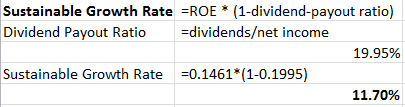 Sustainable Growth Rate =ROE * (1-dividend-payout ratio)
Dividend Payout Ratio =dividends/net income
19.95%
Sustainable Growth Rate =0.1461*(1-0.1995)
11.70%